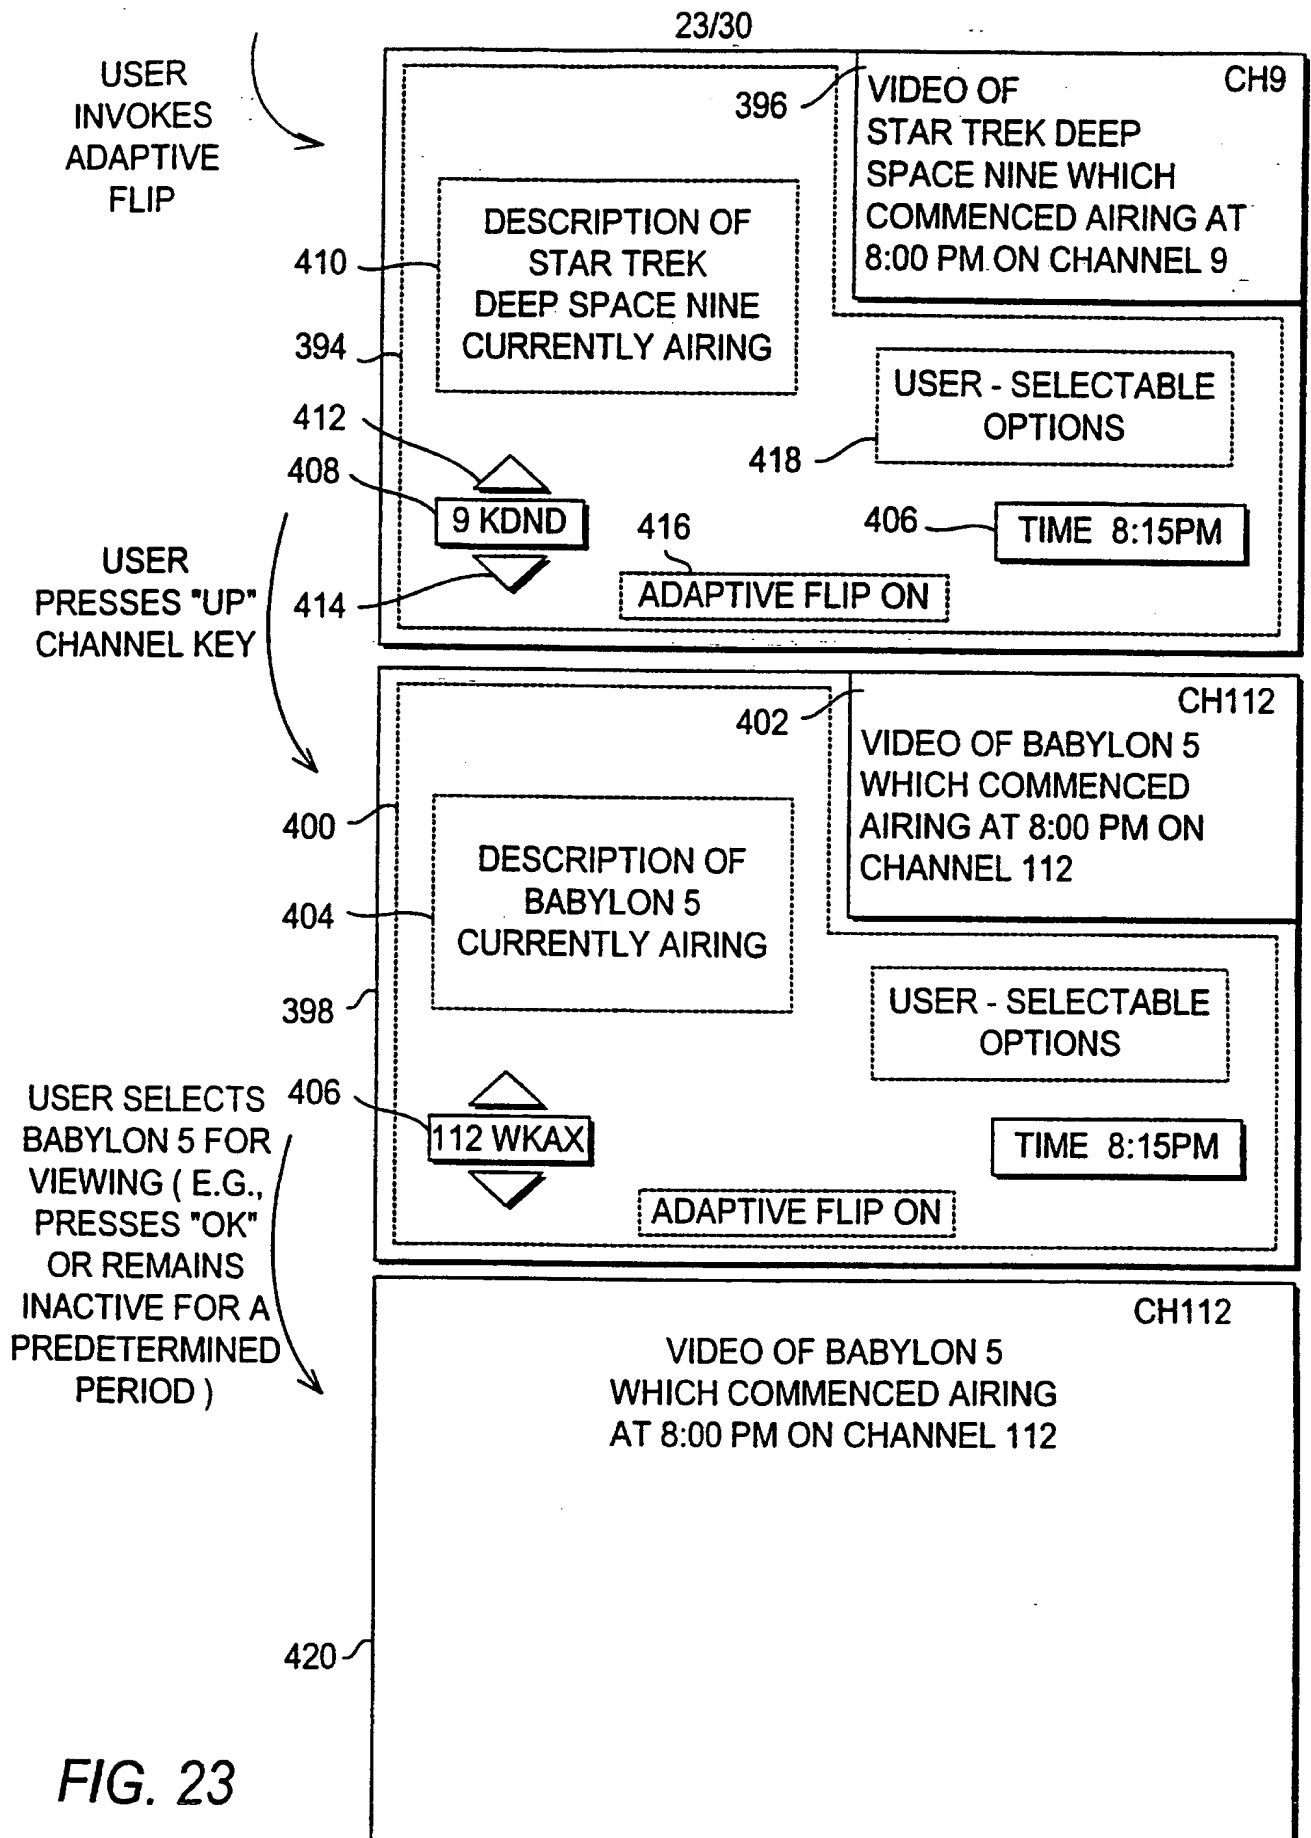 23/30
USER
INVOKES
ADAPTIVE
FLIP
396
VIDEO OF
STAR TREK DEEP
SPACE NINE WHICH
COMMENCED AIRING AT
8:00 PM ON CHANNEL 9
CH9
410
DESCRIPTION OF
STAR TREK
DEEP SPACE NINE
CURRENTLY AIRING
394
USER - SELECTABLE
OPTIONS
418
412
408
9 KDND
414
416
ADAPTIVE FLIP ON
406
TIME 8:15PM
USER
PRESSES "UP"
CHANNEL KEY
402
CH112
VIDEO OF BABYLON 5
WHICH COMMENCED
AIRING AT 8:00 PM ON
CHANNEL 112
400
DESCRIPTION OF
BABYLON 5
CURRENTLY AIRING
404
398
USER - SELECTABLE
OPTIONS
406
112 WKAX
TIME 8:15PM
ADAPTIVE FLIP ON
USER SELECTS
BABYLON 5 FOR
VIEWING ( E.G.,
PRESSES "OK"
OR REMAINS
INACTIVE FOR A
PREDETERMINED
PERIOD )
CH112
VIDEO OF BABYLON 5
WHICH COMMENCED AIRING
AT 8:00 PM ON CHANNEL 112
420
FIG. 23